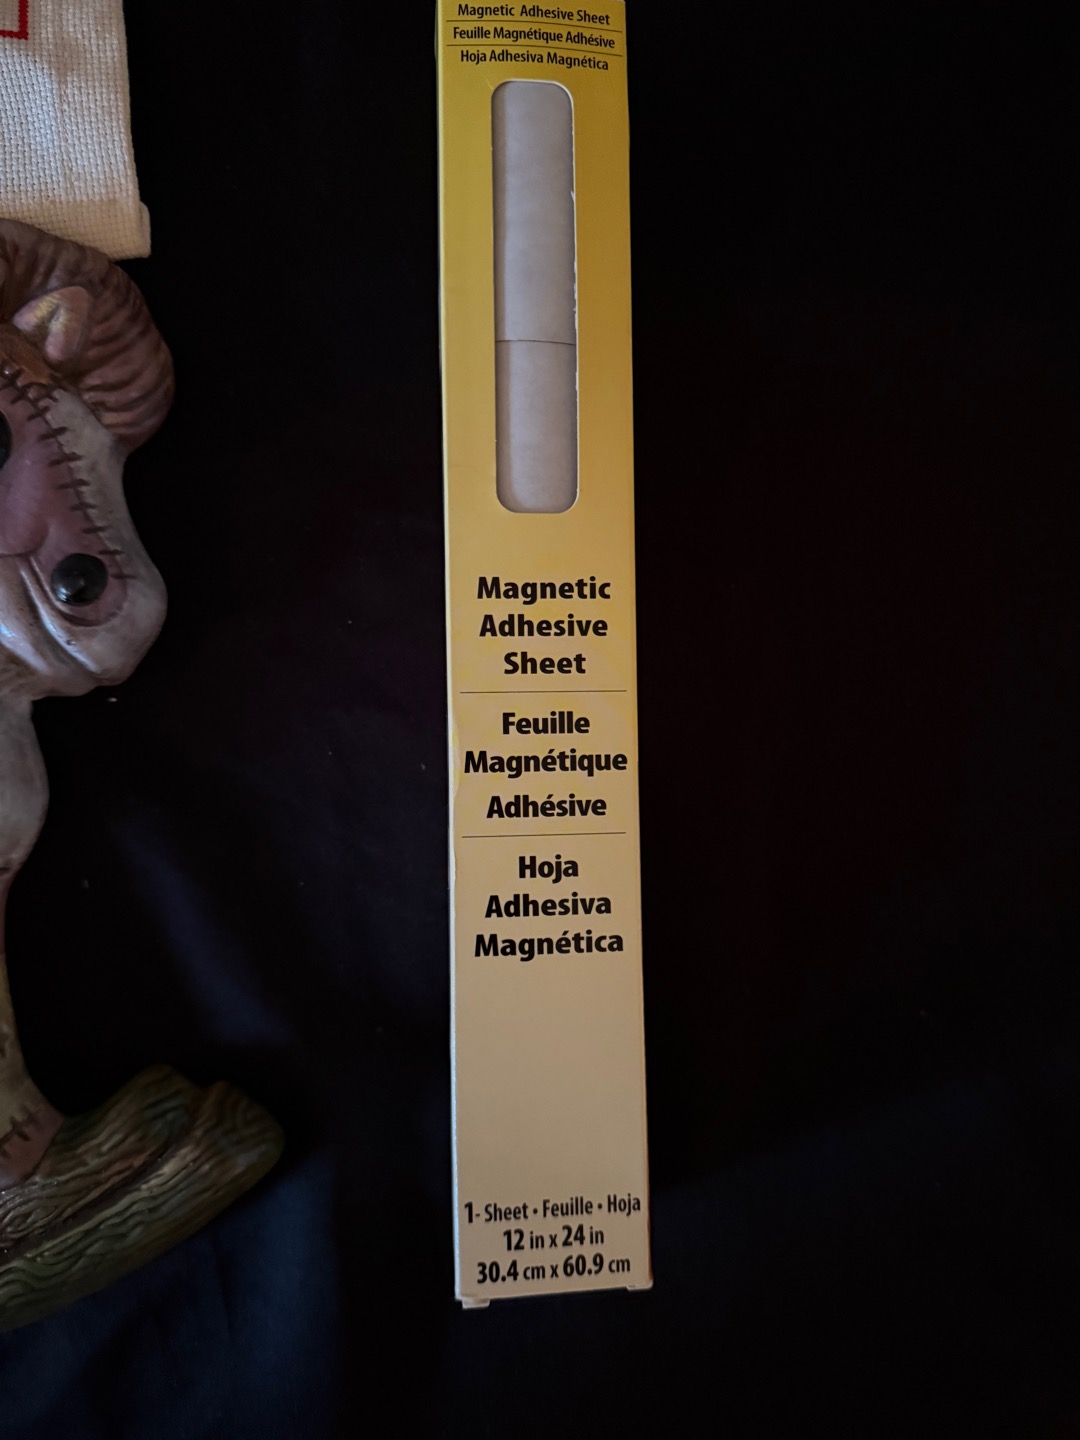 Magnetic Adhesive Sheet
Feuille Magnétique Adhésive
Hoja Adhesiva Magnética
Magnetic
Adhesive
Sheet
Feuille
Magnétique
Adhésive
Hoja
Adhesiva
Magnética
1- Sheet • Feuille • Hoja
12 in x 24 in
30.4 cm x 60.9 cm